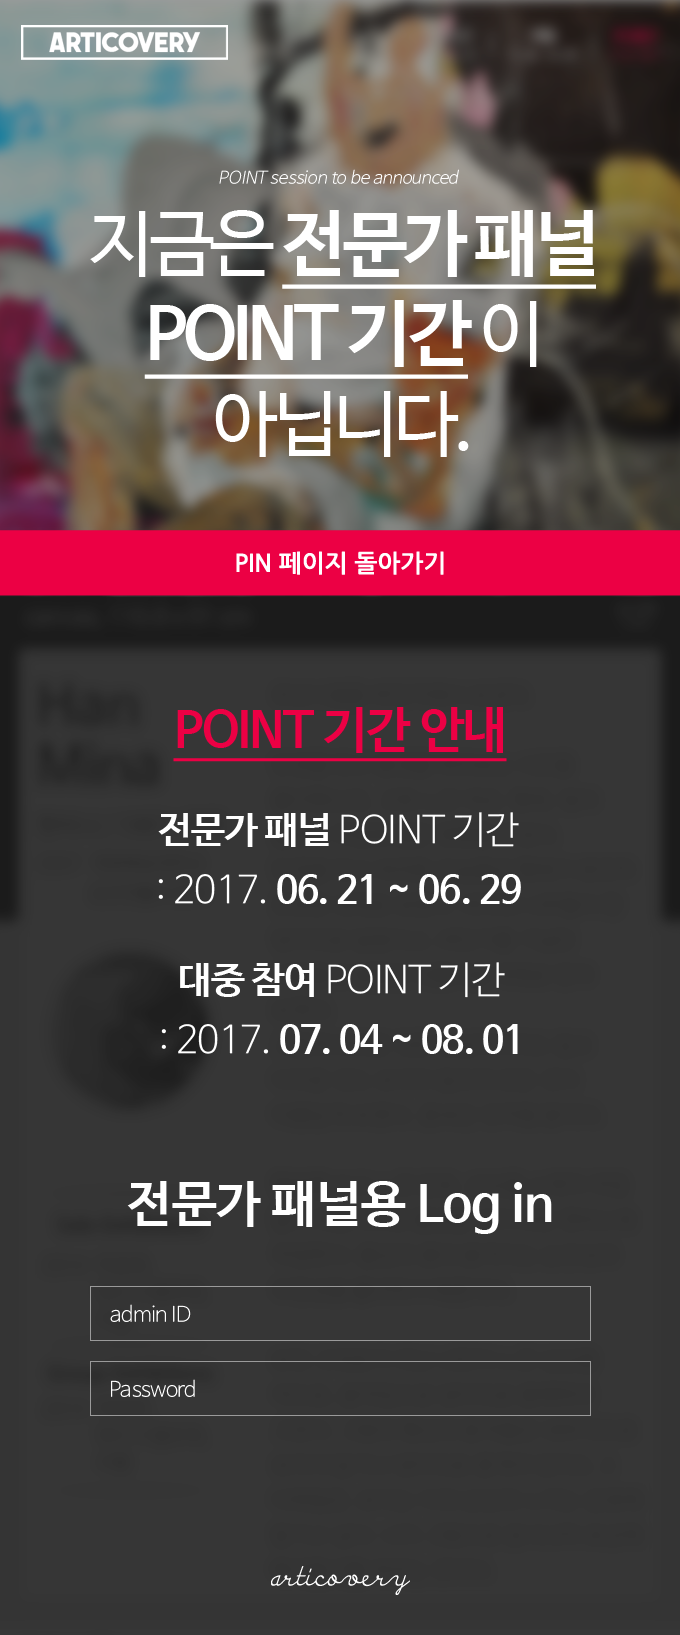 ARTICOVERY
POINT session to be announced
지금은 전문가 패널
POINT 기간 이
아닙니다.
PIN 페이지 돌아가기
Han
Mina
POINT 기간 안내
전문가 패널 POINT 기간
: 2017. 06. 21 ~ 06. 29
대중 참여 POINT 기간
: 2017. 07. 04 ~ 08. 01
전문가 패널용 Log in
admin ID
Password
articovery